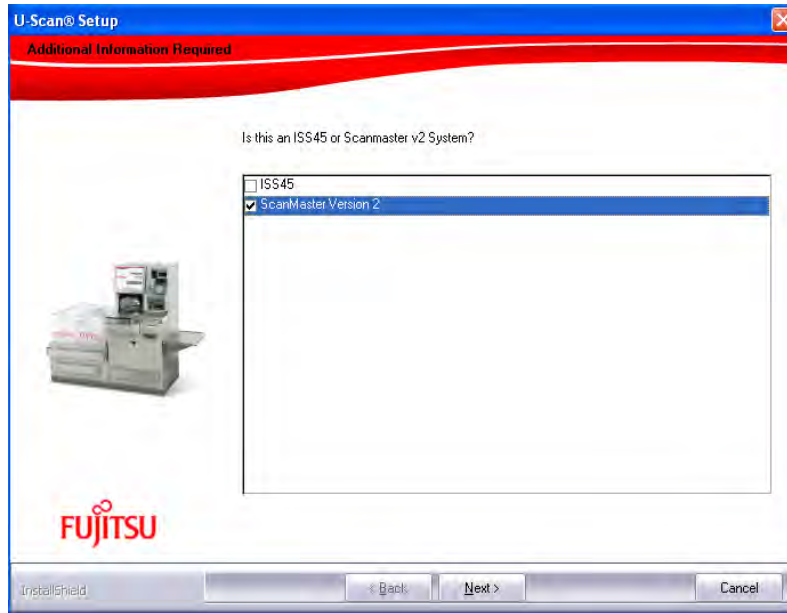 U-Scan® Setup
Additional Information Required
Is this an ISS45 or Scanmaster v2 System?
ISS45
ScanMaster Version 2
FUJITSU
InstallShield
< Back
Next >
Cancel